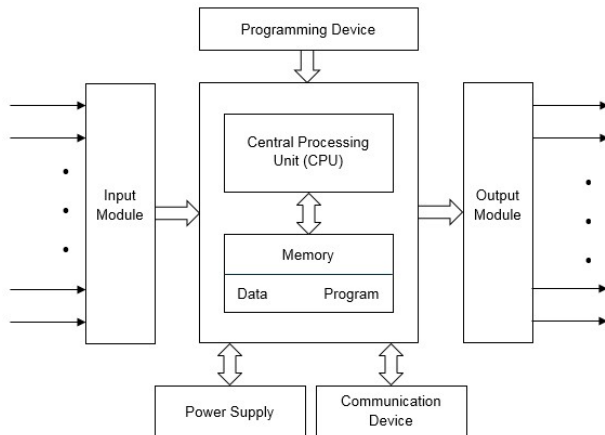 Programming Device
Central Processing
Unit (CPU)
Input
Module
Output
Module
Memory
Data Program
Power Supply
Communication
Device